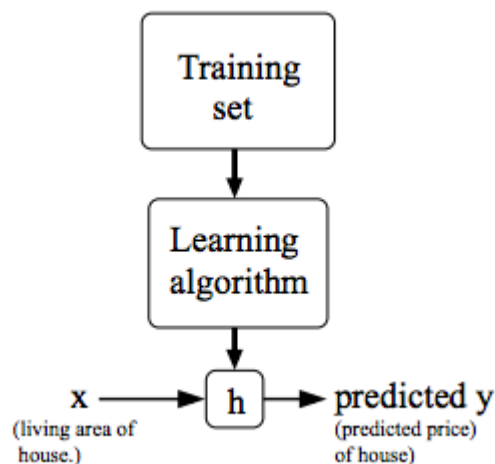 Training
set
Learning
algorithm
x
h
predicted y
(living area of
house.)
(predicted price)
of house)